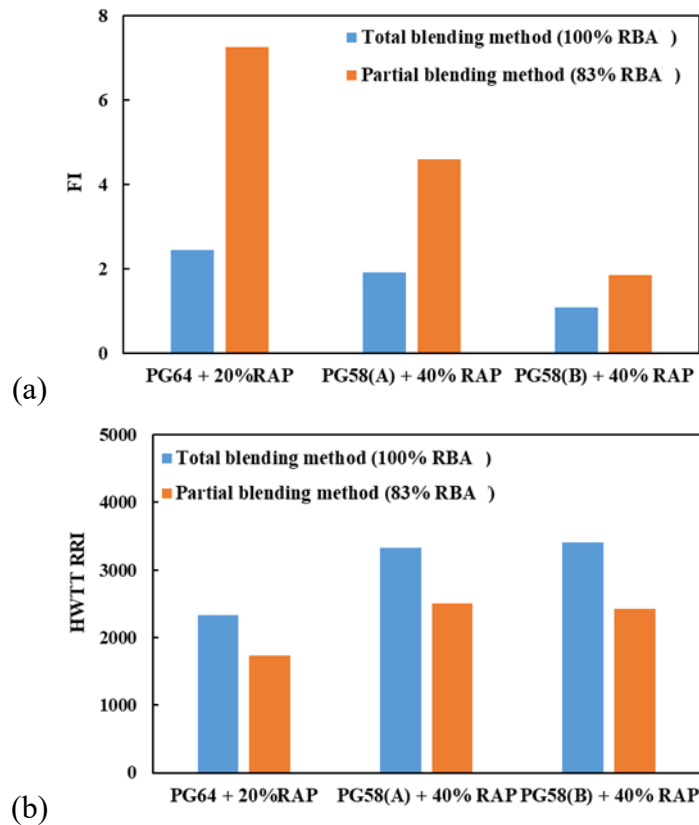 8
Total blending method (100% RBA )
Partial blending method (83% RBA )
6
FI
4
2
0
PG64 + 20%RAP PG58(A) + 40% RAP PG58(B) + 40% RAP
(a)
5000
Total blending method (100% RBA )
Partial blending method (83% RBA )
4000
HWTT RRI
3000
2000
1000
0
PG64 + 20%RAP PG58(A) + 40% RAP PG58(B) + 40% RAP
(b)